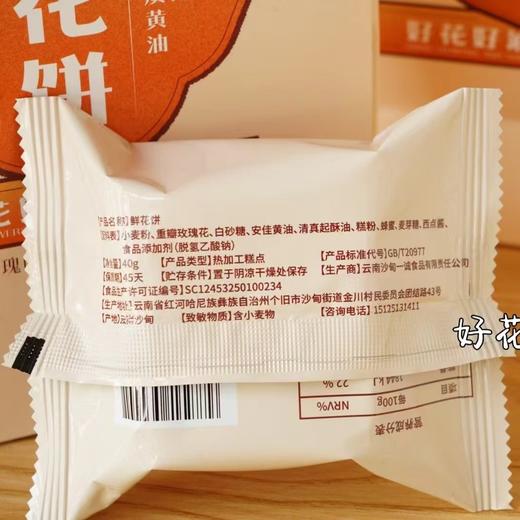 花饼
黄油
[产品名称]鲜花饼
[配料表]小麦粉、重瓣玫瑰花、白砂糖、安佳黄油、清真起酥油、糕粉、蜂蜜、麦芽糖、西点酱、
食品添加剂(脱氢乙酸钠)
[净含量]40g [产品类型]热加工糕点 [产品标准代号]GB/T20977
[保质期]45天 [贮存条件]置于阴凉干燥处保存 [生产商]云南沙甸一诚食品有限责任公司
[食品生产许可证编号]SC12453250100234
[生产地址]云南省红河哈尼族彝族自治州个旧市沙甸街道金川村民委员会团结路43号
[产地]云南沙甸 [致敏物质]含小麦物 [咨询电话]15125131411
好花
营养成分表
项目 每100g NRV%
1844kJ 22%